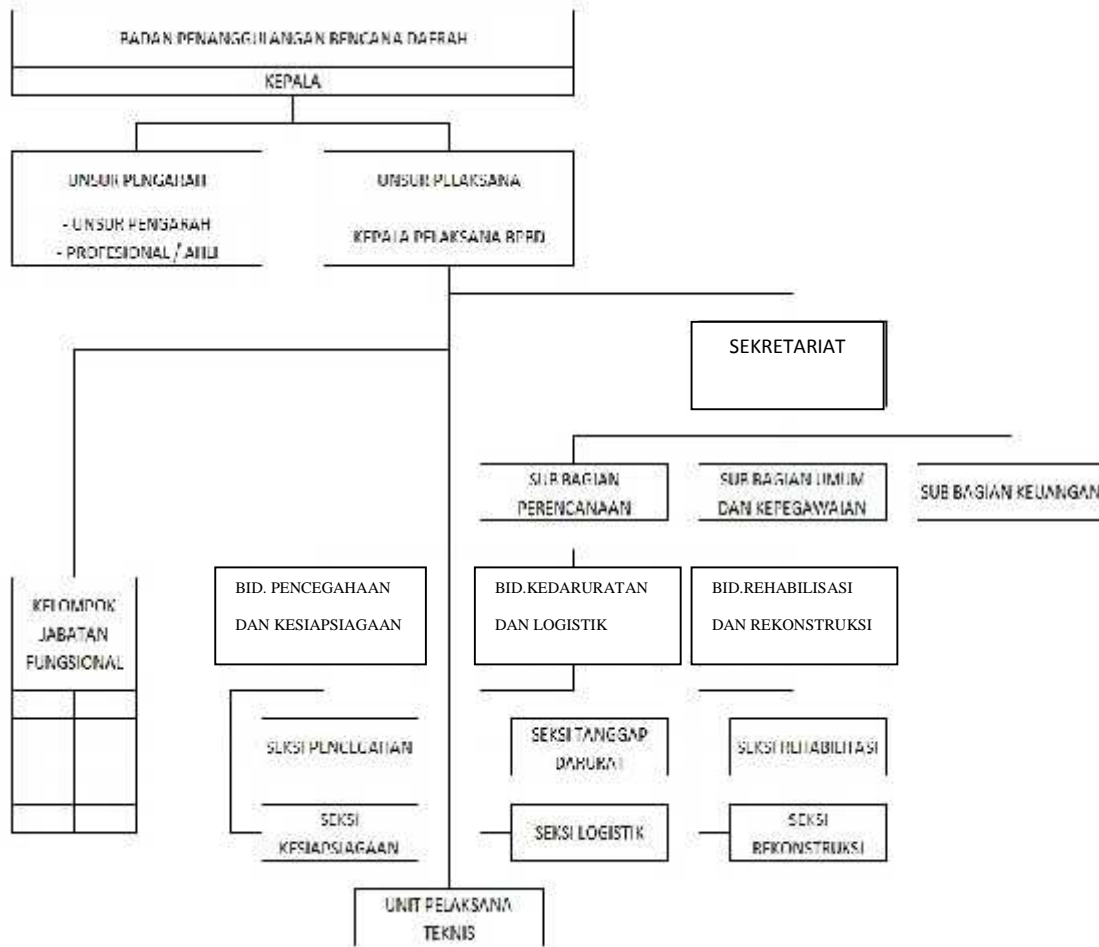 BADAN PENANGGULANGAN BENCANA DAERAH
KEPALA
UNSUR PENGARAH
- UNSUR PENGARAH
- PROFESIONAL / AHLI
UNSUR PELAKSANA
KEPALA PELAKSANA BPBD
SEKRETARIAT
SUB BAGIAN
PERENCANAAN
SUB BAGIAN UMUM
DAN KEPEGAWAIAN
SUB BAGIAN KEUANGAN
KELOMPOK
JABATAN
FUNGSIONAL
BID. PENCEGAHAAN
DAN KESIAPSIAGAAN
BID.KEDARURATAN
DAN LOGISTIK
BID.REHABILISASI
DAN REKONSTRUKSI
SEKSI PENCEGAHAN
SEKSI TANGGAP
DARURAT
SEKSI REHABILITASI
SEKSI
KESIAPSIAGAAN
SEKSI LOGISTIK
SEKSI
REKONSTRUKSI
UNIT PELAKSANA
TEKNIS